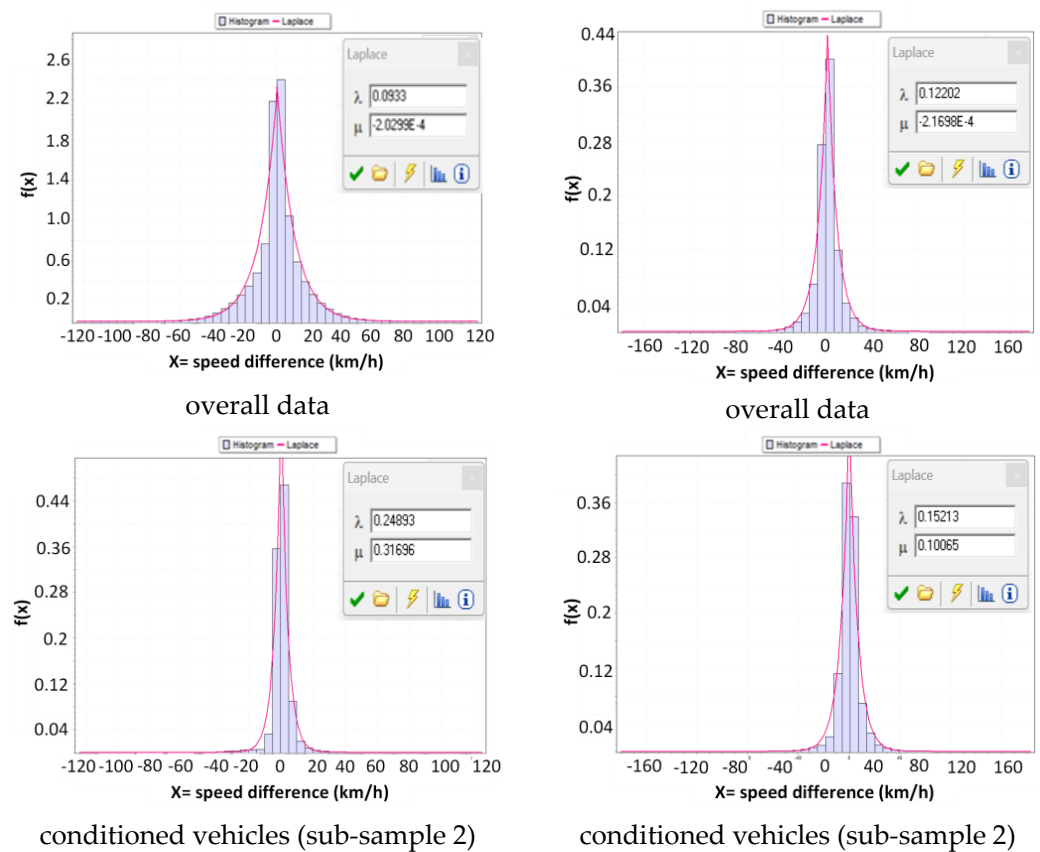 Histogram Laplace
Laplace
λ 0.0933
μ -2.0299E-4
f(x)
2.6
2.2
1.8
1.4
1.0
0.6
0.2
-120 -100 -80 -60 -40 -20 0 20 40 60 80 100 120
X= speed difference (km/h)
overall data
Histogram Laplace
Laplace
λ 0.12202
μ -2.1698E-4
f(x)
0.44
0.36
0.28
0.2
0.12
0.04
-160 -120 -80 -40 0 40 80 120 160
X= speed difference (km/h)
overall data
Histogram Laplace
Laplace
λ 0.24893
μ 0.31696
f(x)
0.44
0.36
0.28
0.2
0.12
0.04
-120 -100 -80 -60 -40 -20 0 20 40 60 80 100 120
X= speed difference (km/h)
conditioned vehicles (sub-sample 2)
Histogram Laplace
Laplace
λ 0.15213
μ 0.10065
f(x)
0.36
0.28
0.2
0.12
0.04
-160 -120 -80 -40 0 40 80 120 160
X= speed difference (km/h)
conditioned vehicles (sub-sample 2)